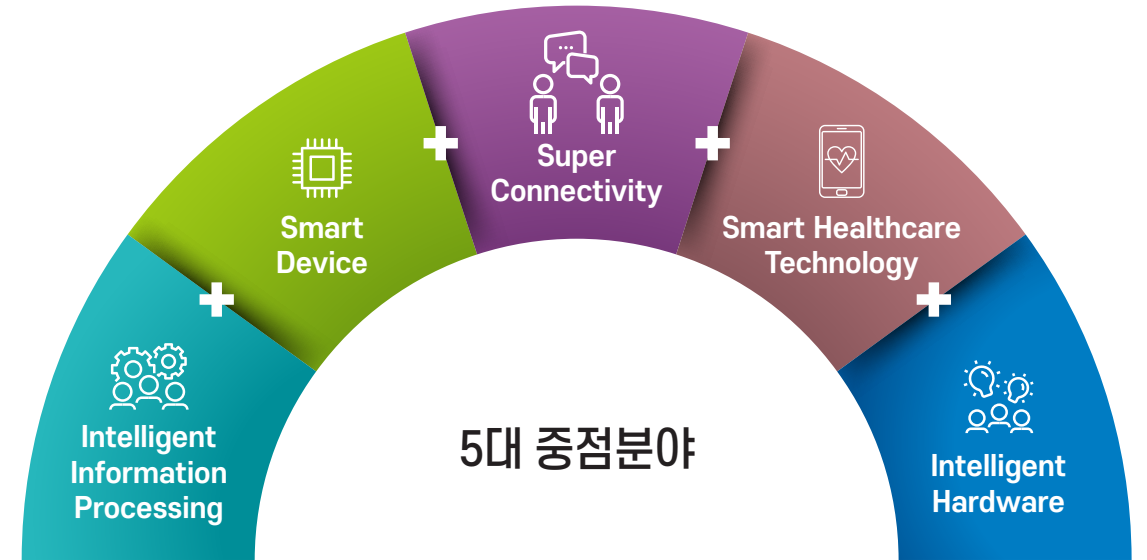 Intelligent
Information
Processing
Smart
Device
Super
Connectivity
Smart Healthcare
Technology
Intelligent
Hardware
5대 중점분야